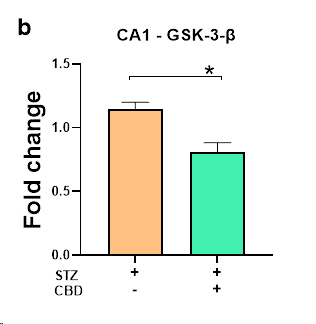 b
CA1 - GSK-3-β
Fold change
1.5
*
1.0
0.5
0.0
STZ + +
CBD - +